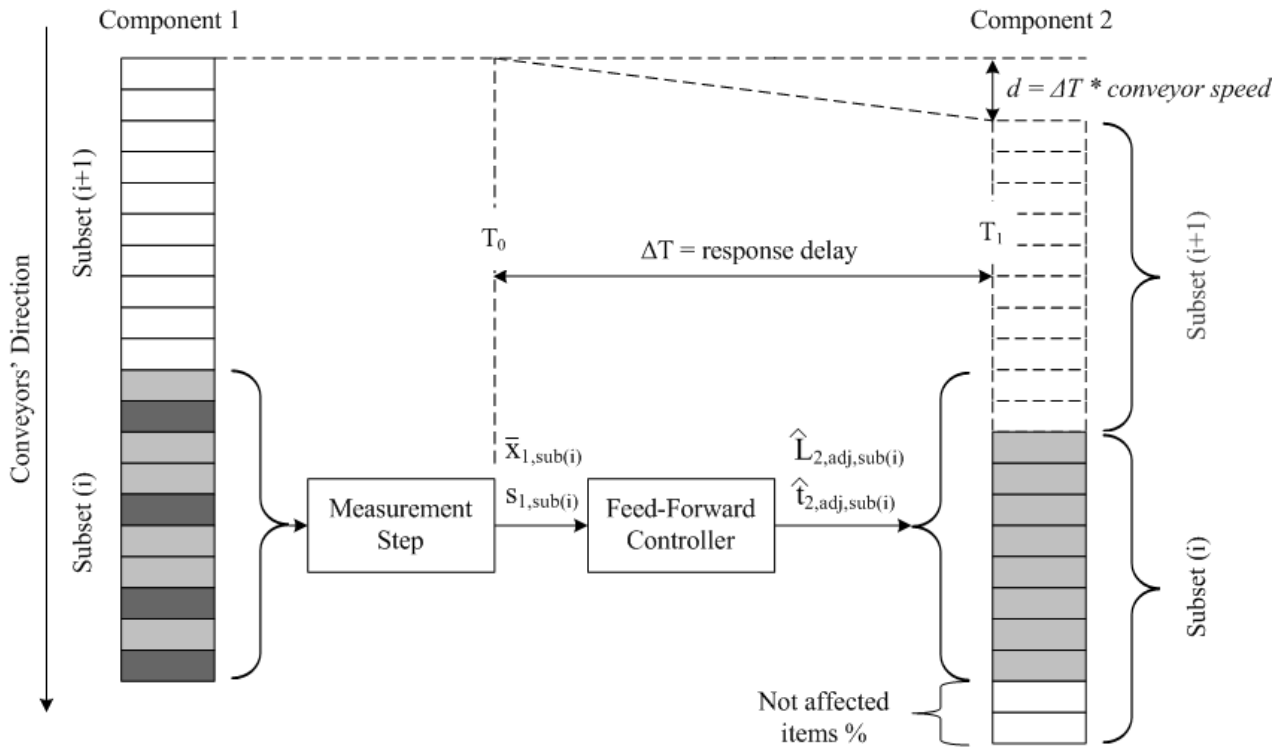 Component 1
Component 2
d = ΔT * conveyor speed
Conveyors' Direction
Subset (i+1)
Subset (i)
T₀
T₁
ΔT = response delay
Subset (i+1)
Subset (i)
Measurement
Step
x̄₁,sub(i)
s₁,sub(i)
Feed-Forward
Controller
L̂₂,adj,sub(i)
t̂₂,adj,sub(i)
Not affected
items %